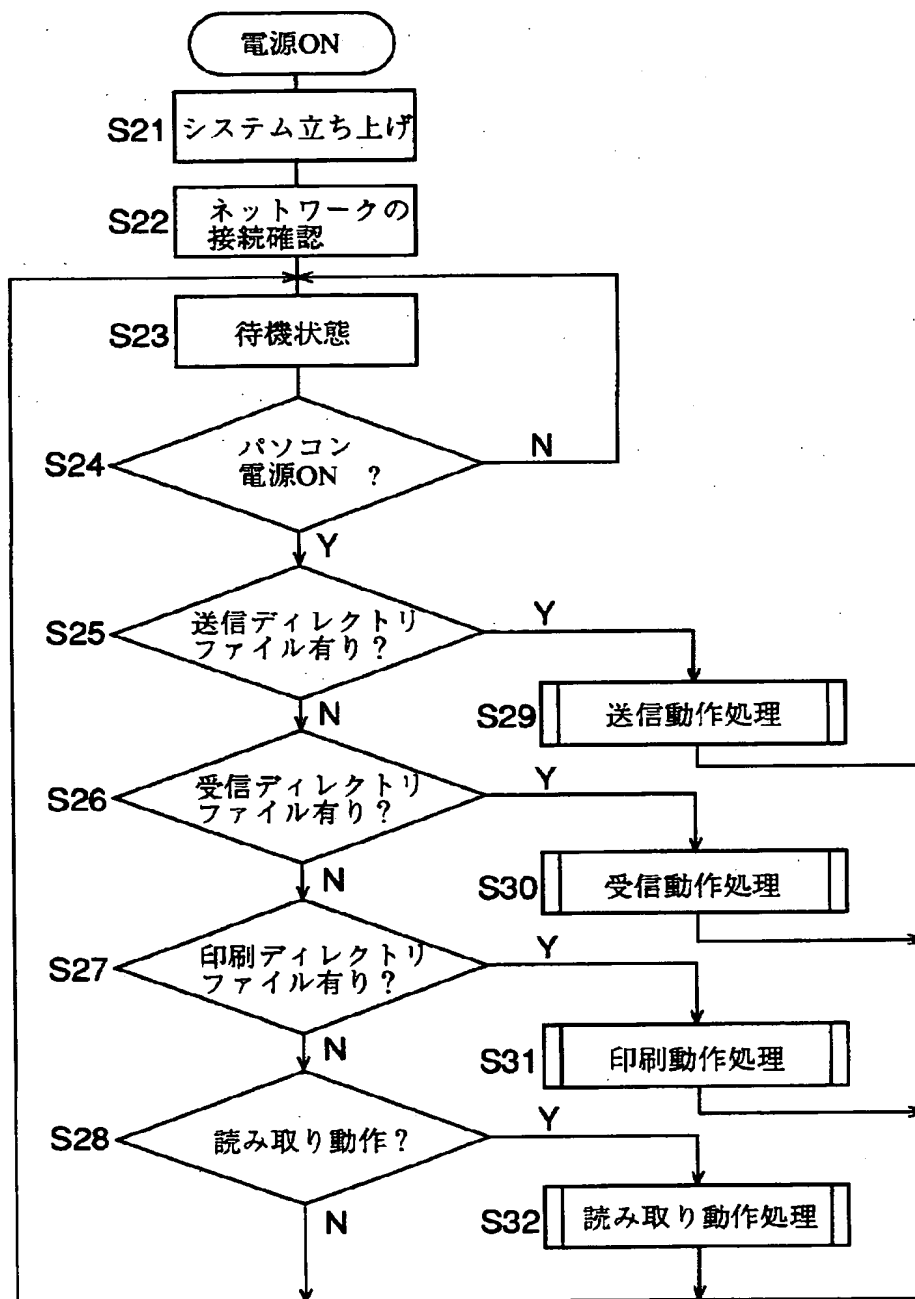 電源ON
S21
システム立ち上げ
S22
ネットワークの
接続確認
S23
待機状態
S24
パソコン
電源ON ?
N
Y
S25
送信ディレクトリ
ファイル有り?
Y
N
S29
送信動作処理
S26
受信ディレクトリ
ファイル有り?
Y
N
S30
受信動作処理
S27
印刷ディレクトリ
ファイル有り?
Y
N
S31
印刷動作処理
S28
読み取り動作?
Y
N
S32
読み取り動作処理